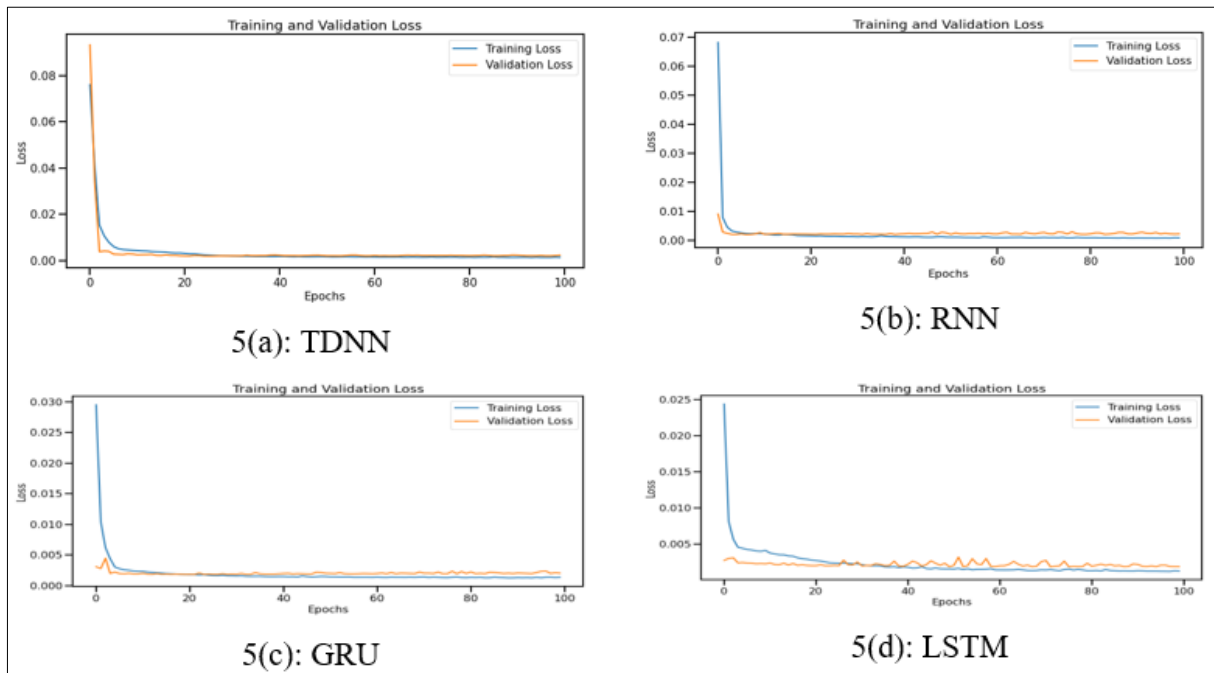 Training and Validation Loss
Training Loss
Validation Loss
0.08
0.06
0.04
0.02
0.00
Loss
0
20
40
60
80
100
Epochs
5(a): TDNN
Training and Validation Loss
Training Loss
Validation Loss
0.07
0.06
0.05
0.04
0.03
0.02
0.01
0.00
Loss
0
20
40
60
80
100
Epochs
5(b): RNN
Training and Validation Loss
Training Loss
Validation Loss
0.030
0.025
0.020
0.015
0.010
0.005
0.000
Loss
0
20
40
60
80
100
Epochs
5(c): GRU
Training and Validation Loss
Training Loss
Validation Loss
0.025
0.020
0.015
0.010
0.005
Loss
0
20
40
60
80
100
Epochs
5(d): LSTM